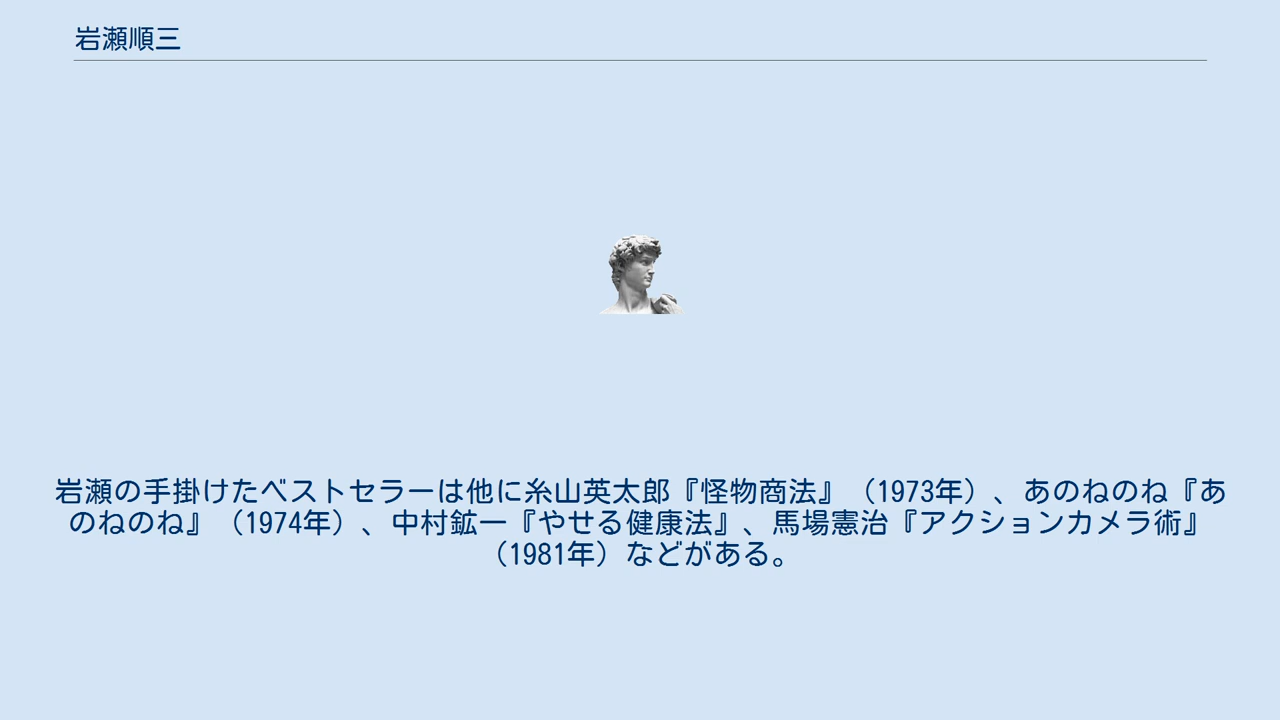 岩瀬順三
岩瀬の手掛けたベストセラーは他に糸山英太郎『怪物商法』（1973年）、あのねのね『あ
のねのね』（1974年）、中村鉱一『やせる健康法』、馬場憲治『アクションカメラ術』
（1981年）などがある。